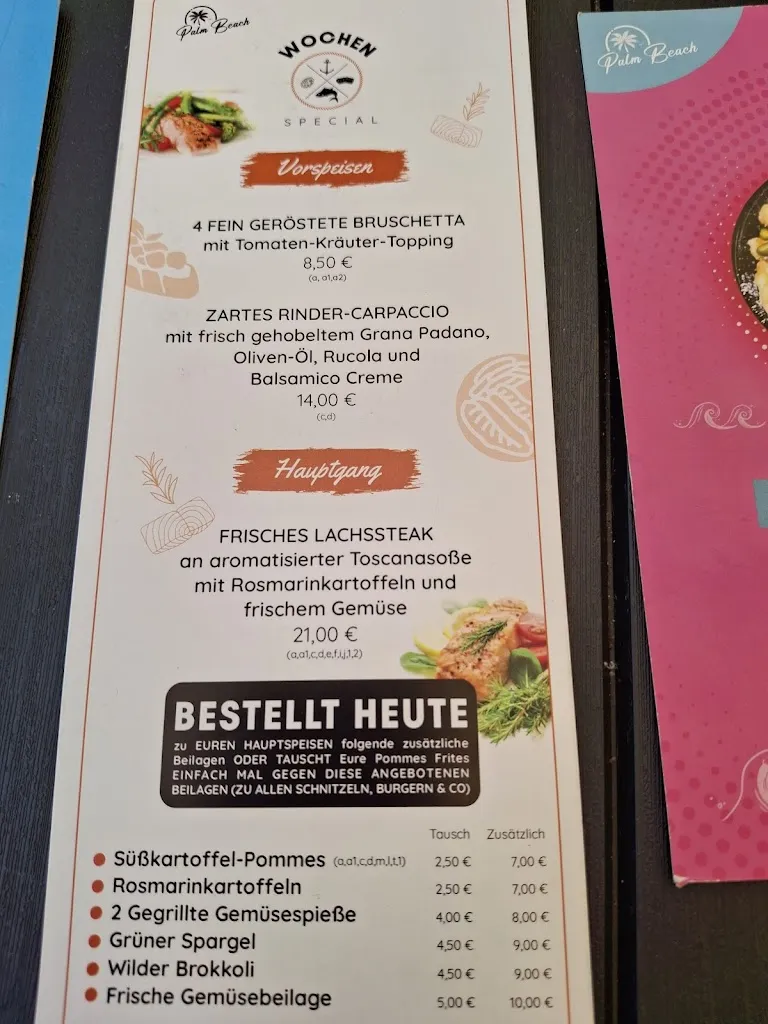 Palm Beach
WOCHEN
SPECIAL
Vorspeisen
4 FEIN GERÖSTETE BRUSCHETTA
mit Tomaten-Kräuter-Topping
8,50 €
(a, a1,a2)
ZARTES RINDER-CARPACCIO
mit frisch gehobeltem Grana Padano,
Oliven-Öl, Rucola und
Balsamico Creme
14,00 €
(c,d)
Hauptgang
FRISCHES LACHSSTEAK
an aromatisierter Toscanasoße
mit Rosmarinkartoffeln und
frischem Gemüse
21,00 €
(a,a1,c,d,e,f,i,j,1,2)
BESTELLT HEUTE
zu EUREN HAUPTSPEISEN folgende zusätzliche
Beilagen ODER TAUSCHT Eure Pommes Frites
EINFACH MAL GEGEN DIESE ANGEBOTENEN
BEILAGEN (ZU ALLEN SCHNITZELN, BURGERN & CO)
Tausch Zusätzlich
Süßkartoffel-Pommes (a,a1,c,d,m,l,t,1) 2,50 € 7,00 €
Rosmarinkartoffeln 2,50 € 7,00 €
2 Gegrillte Gemüsespieße 4,00 € 8,00 €
Grüner Spargel 4,50 € 9,00 €
Wilder Brokkoli 4,50 € 9,00 €
Frische Gemüsebeilage 5,00 € 10,00 €
Palm Beach